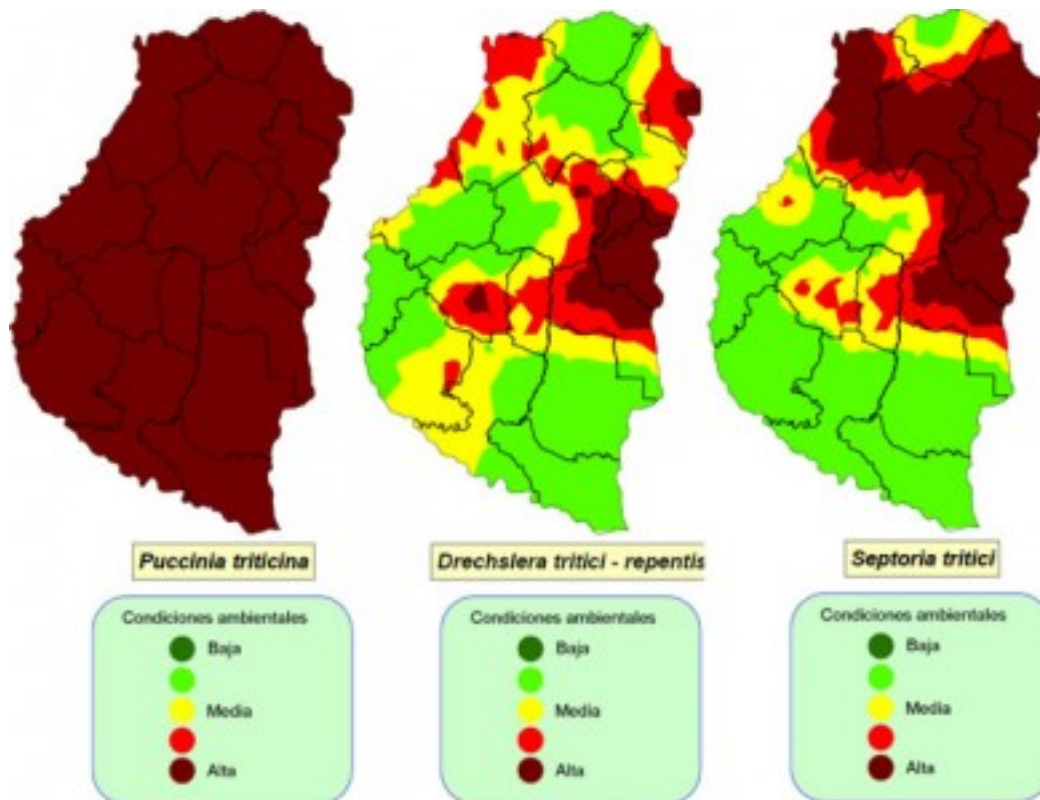 Puccinia triticina
Drechslera tritici - repentis
Septoria tritici
Condiciones ambientales
Baja
Media
Alta
Condiciones ambientales
Baja
Media
Alta
Condiciones ambientales
Baja
Media
Alta